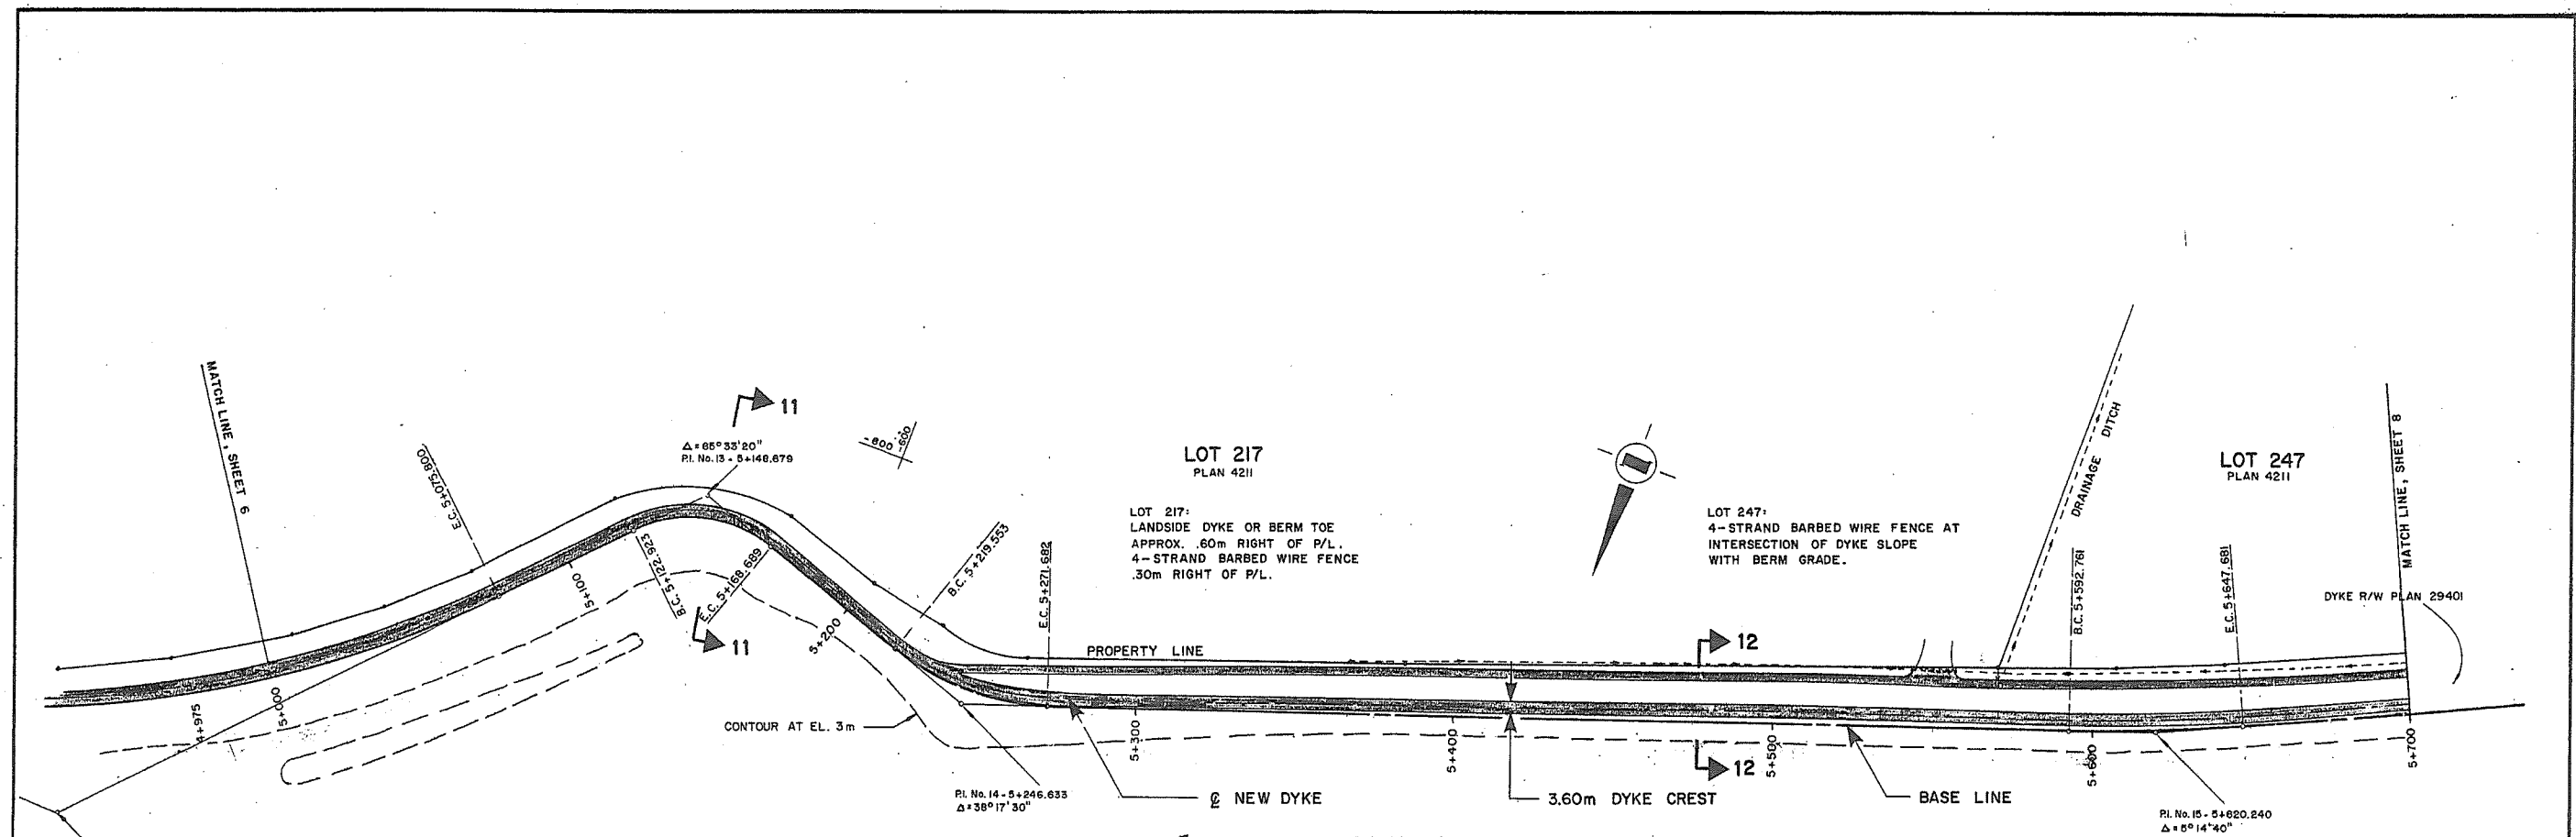 MATCH LINE, SHEET 6
E.C. 5+075.800
11
Δ = 65° 33' 20"
P.I. No. 13 - 5+148.679
-800
-600
LOT 217
PLAN 4211
LOT 217:
LANDSIDE DYKE OR BERM TOE
APPROX. .60m RIGHT OF P/L.
4-STRAND BARBED WIRE FENCE
.30m RIGHT OF P/L.
LOT 247:
4-STRAND BARBED WIRE FENCE AT
INTERSECTION OF DYKE SLOPE
WITH BERM GRADE.
DRAINAGE DITCH
LOT 247
PLAN 4211
MATCH LINE, SHEET 8
DYKE R/W PLAN 29401
4+975
5+000
5+100
B.C. 5+122.923
E.C. 5+168.689
11
5+200
B.C. 5+219.553
E.C. 5+271.682
PROPERTY LINE
12
B.C. 5+592.761
E.C. 5+647.681
CONTOUR AT EL. 3m
5+300
5+400
12
5+500
5+600
5+700
P.I. No. 14 - 5+246.633
Δ = 38° 17' 30"
℄ NEW DYKE
3.60m DYKE CREST
BASE LINE
P.I. No. 15 - 5+620.240
Δ = 5° 14' 40"